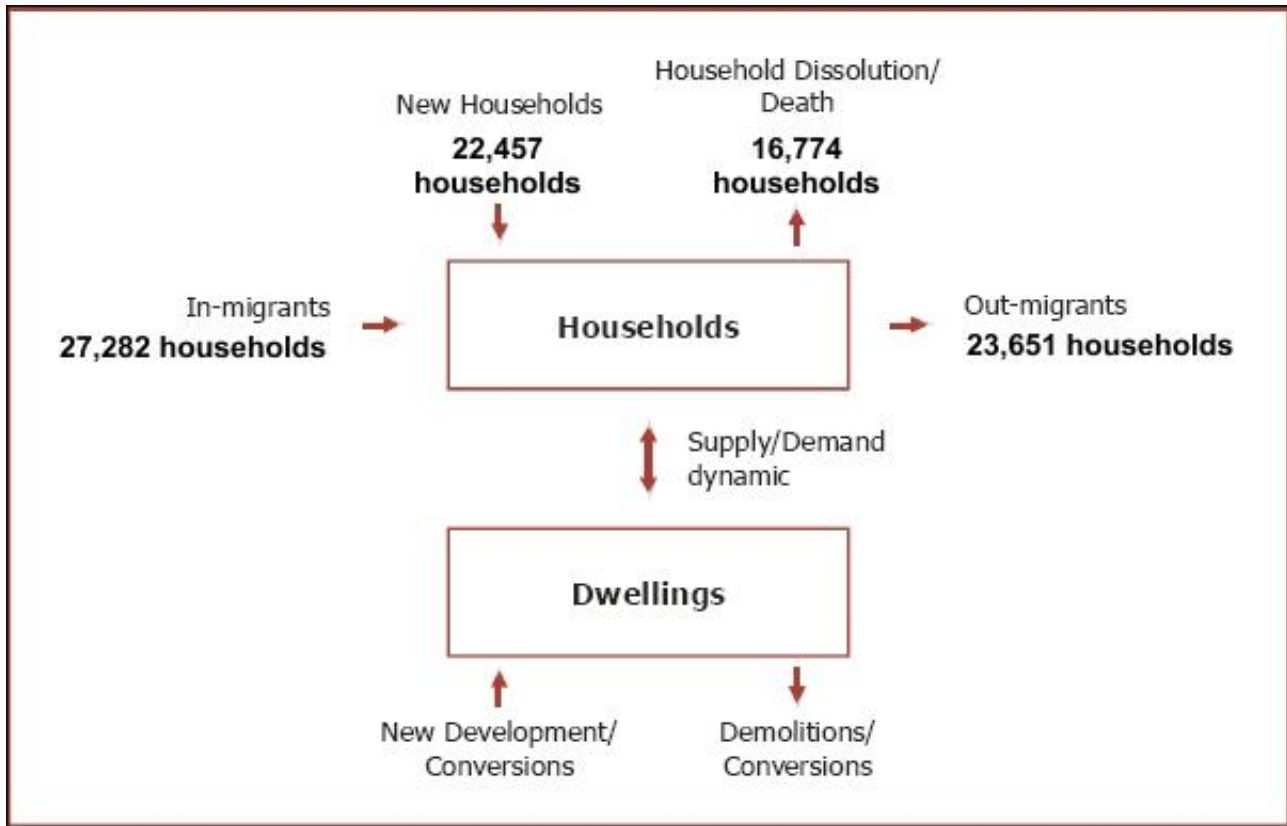 New Households
22,457
households
Household Dissolution/
Death
16,774
households
In-migrants
27,282 households
Households
Out-migrants
23,651 households
Supply/Demand
dynamic
Dwellings
New Development/
Conversions
Demolitions/
Conversions